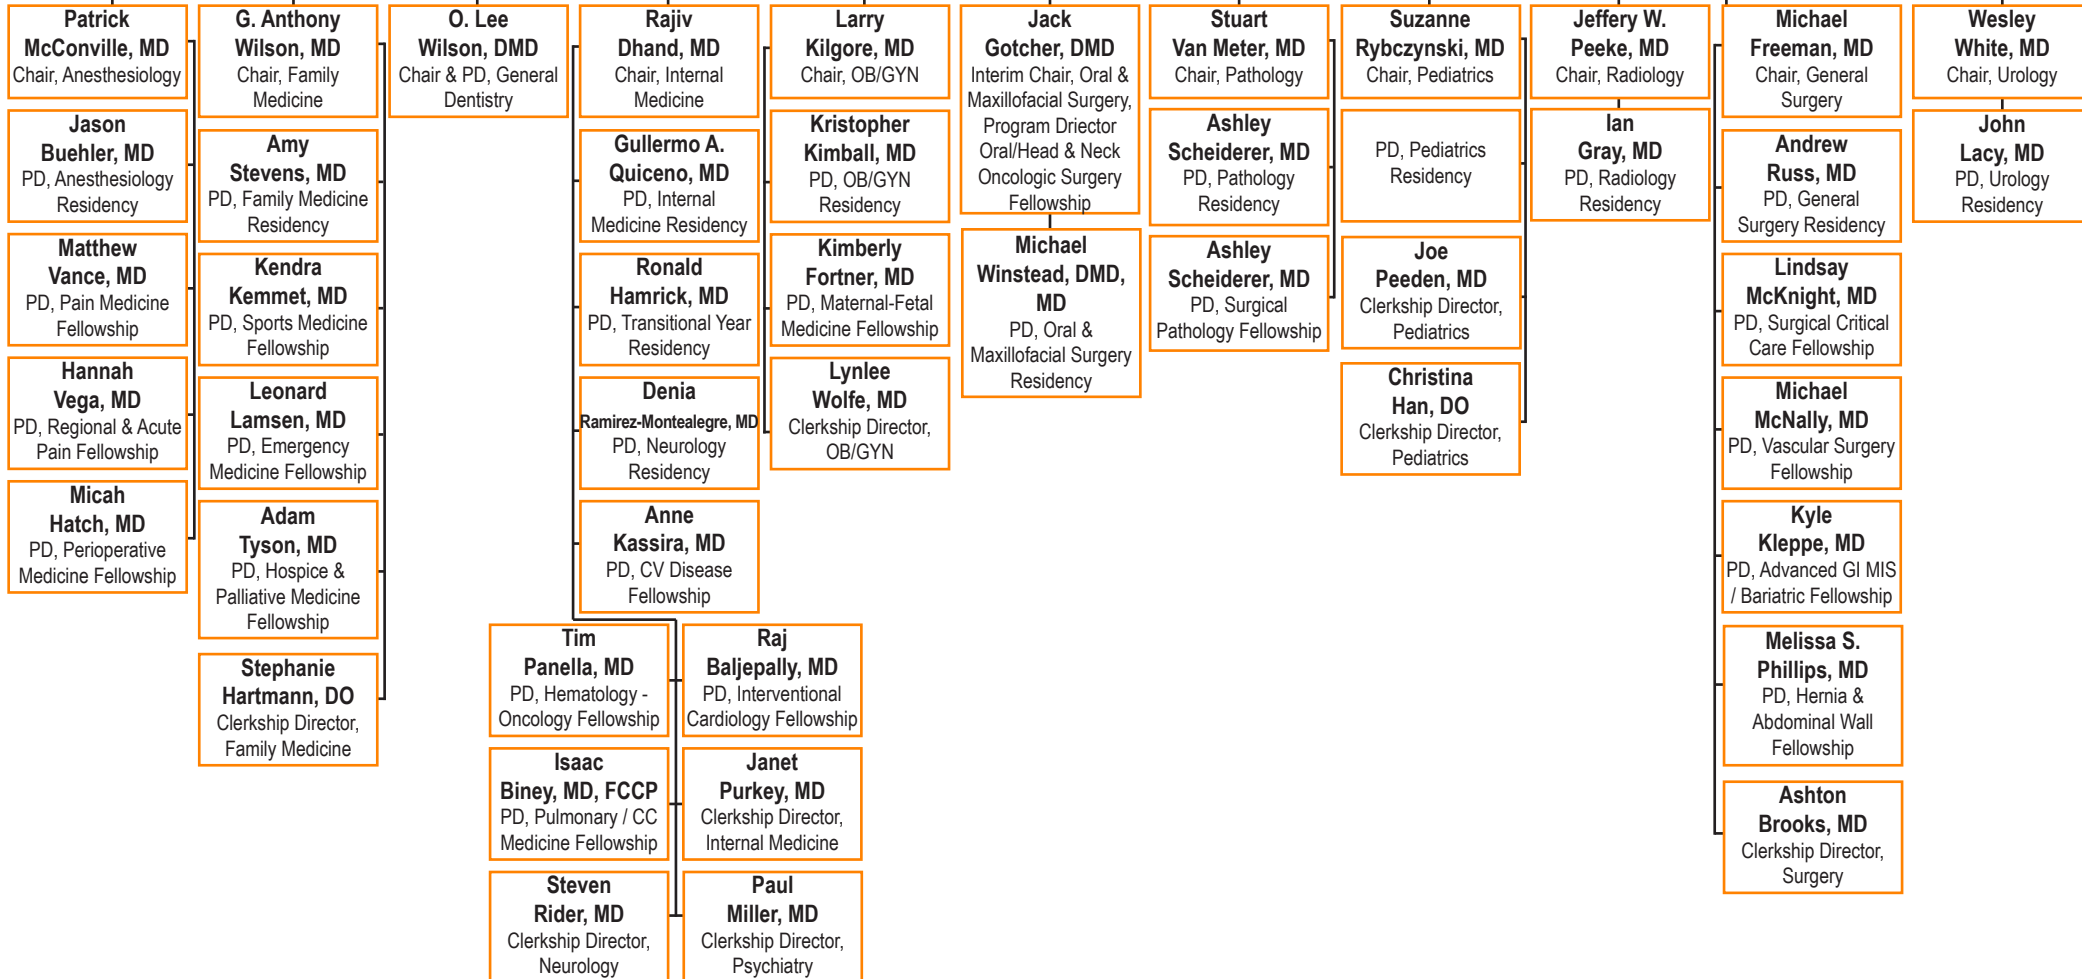 Patrick
McConville, MD
Chair, Anesthesiology
Jason
Buehler, MD
PD, Anesthesiology
Residency
Matthew
Vance, MD
PD, Pain Medicine
Fellowship
Hannah
Vega, MD
PD, Regional & Acute
Pain Fellowship
Micah
Hatch, MD
PD, Perioperative
Medicine Fellowship
G. Anthony
Wilson, MD
Chair, Family
Medicine
Amy
Stevens, MD
PD, Family Medicine
Residency
Kendra
Kemmet, MD
PD, Sports Medicine
Fellowship
Leonard
Lamsen, MD
PD, Emergency
Medicine Fellowship
Adam
Tyson, MD
PD, Hospice &
Palliative Medicine
Fellowship
Stephanie
Hartmann, DO
Clerkship Director,
Family Medicine
O. Lee
Wilson, DMD
Chair & PD, General
Dentistry
Rajiv
Dhand, MD
Chair, Internal
Medicine
Gullermo A.
Quiceno, MD
PD, Internal
Medicine Residency
Ronald
Hamrick, MD
PD, Transitional Year
Residency
Denia
Ramirez-Montealegre, MD
PD, Neurology
Residency
Anne
Kassira, MD
PD, CV Disease
Fellowship
Tim
Panella, MD
PD, Hematology -
Oncology Fellowship
Raj
Baljepally, MD
PD, Interventional
Cardiology Fellowship
Isaac
Biney, MD, FCCP
PD, Pulmonary / CC
Medicine Fellowship
Janet
Purkey, MD
Clerkship Director,
Internal Medicine
Steven
Rider, MD
Clerkship Director,
Neurology
Paul
Miller, MD
Clerkship Director,
Psychiatry
Larry
Kilgore, MD
Chair, OB/GYN
Kristopher
Kimball, MD
PD, OB/GYN
Residency
Kimberly
Fortner, MD
PD, Maternal-Fetal
Medicine Fellowship
Lynlee
Wolfe, MD
Clerkship Director,
OB/GYN
Jack
Gotcher, DMD
Interim Chair, Oral &
Maxillofacial Surgery,
Program Driector
Oral/Head & Neck
Oncologic Surgery
Fellowship
Michael
Winstead, DMD,
MD
PD, Oral &
Maxillofacial Surgery
Residency
Stuart
Van Meter, MD
Chair, Pathology
Ashley
Scheiderer, MD
PD, Pathology
Residency
Ashley
Scheiderer, MD
PD, Surgical
Pathology Fellowship
Suzanne
Rybczynski, MD
Chair, Pediatrics
PD, Pediatrics
Residency
Joe
Peeden, MD
Clerkship Director,
Pediatrics
Christina
Han, DO
Clerkship Director,
Pediatrics
Jeffery W.
Peeke, MD
Chair, Radiology
Ian
Gray, MD
PD, Radiology
Residency
Michael
Freeman, MD
Chair, General
Surgery
Andrew
Russ, MD
PD, General
Surgery Residency
Lindsay
McKnight, MD
PD, Surgical Critical
Care Fellowship
Michael
McNally, MD
PD, Vascular Surgery
Fellowship
Kyle
Kleppe, MD
PD, Advanced GI MIS
/ Bariatric Fellowship
Melissa S.
Phillips, MD
PD, Hernia &
Abdominal Wall
Fellowship
Ashton
Brooks, MD
Clerkship Director,
Surgery
Wesley
White, MD
Chair, Urology
John
Lacy, MD
PD, Urology
Residency